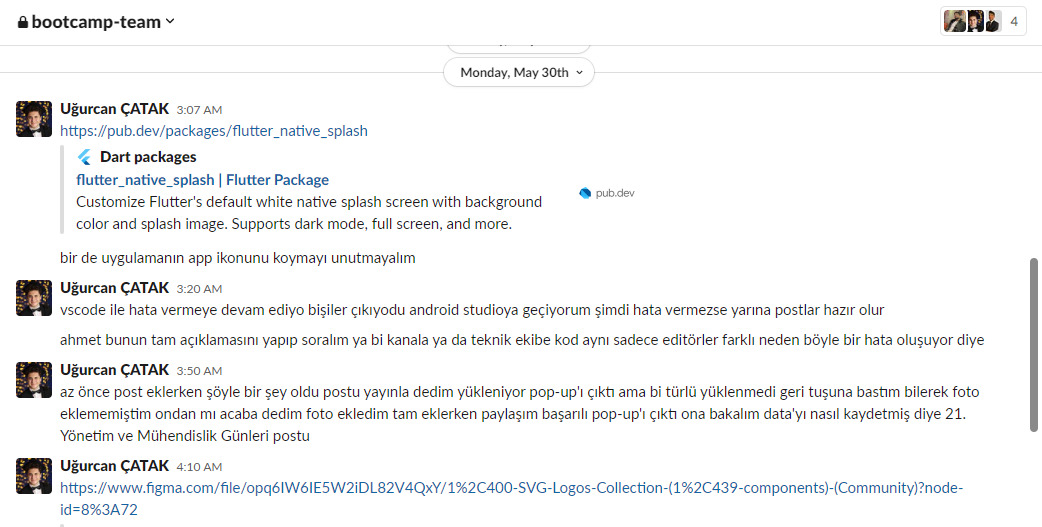 bootcamp-team
4
Monday, May 30th
Uğurcan ÇATAK 3:07 AM
https://pub.dev/packages/flutter_native_splash
Dart packages
flutter_native_splash | Flutter Package
Customize Flutter's default white native splash screen with background
color and splash image. Supports dark mode, full screen, and more.
pub.dev
bir de uygulamanın app ikonunu koymayı unutmayalım
Uğurcan ÇATAK 3:20 AM
vscode ile hata vermeye devam ediyo bişiler çıkıyodu android studioya geçiyorum şimdi hata vermezse yarına postlar hazır olur
ahmet bunun tam açıklamasını yapıp soralım ya bi kanala ya da teknik ekibe kod aynı sadece editörler farklı neden böyle bir hata oluşuyor diye
Uğurcan ÇATAK 3:50 AM
az önce post eklerken şöyle bir şey oldu postu yayınla dedim yükleniyor pop-up'ı çıktı ama bi türlü yüklenmedi geri tuşuna bastım bilerek foto
eklememiştim ondan mı acaba dedim foto ekledim tam eklerken paylaşım başarılı pop-up'ı çıktı ona bakalım data'yı nasıl kaydetmiş diye 21.
Yönetim ve Mühendislik Günleri postu
Uğurcan ÇATAK 4:10 AM
https://www.figma.com/file/opq6IW6IE5W2iDL82V4QxY/1%2C400-SVG-Logos-Collection-(1%2C439-components)-(Community)?node-
id=8%3A72